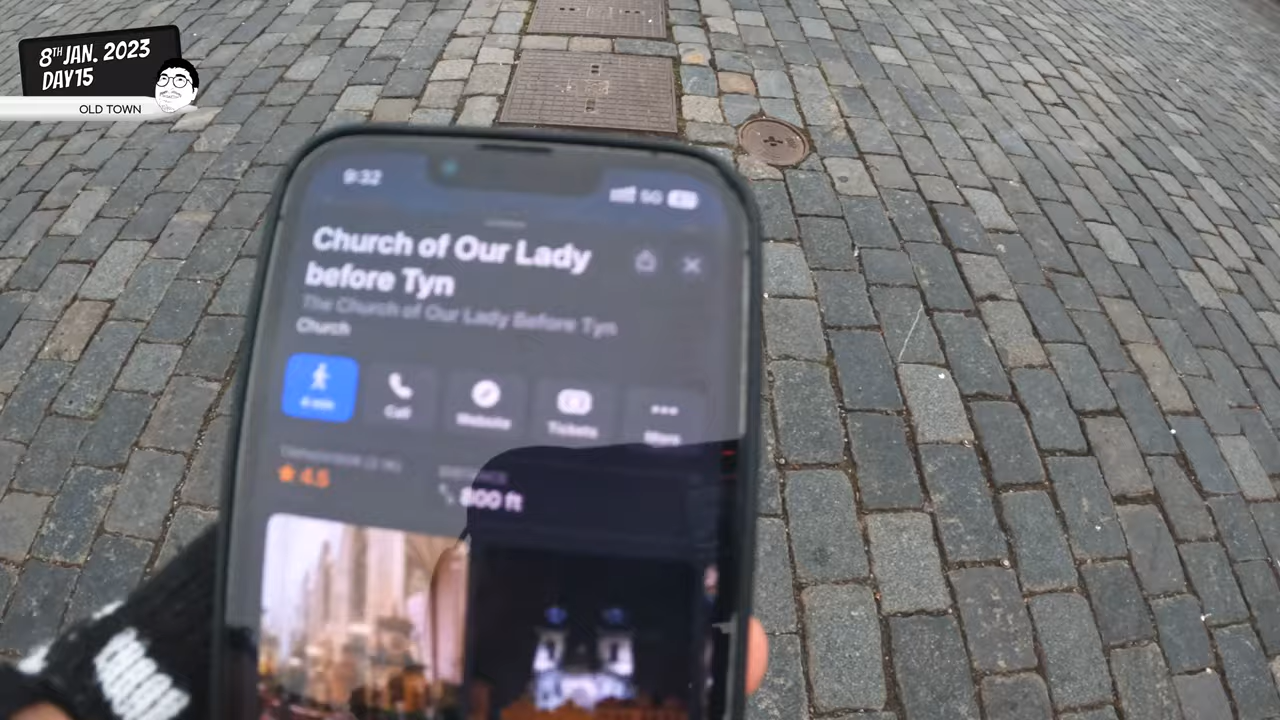 8TH JAN. 2023
DAY15
OLD TOWN
9:32
5G
Church of Our Lady
before Tyn
The Church of Our Lady Before Tyn
Church
Call
Website
Tickets
More
4.5
800 ft